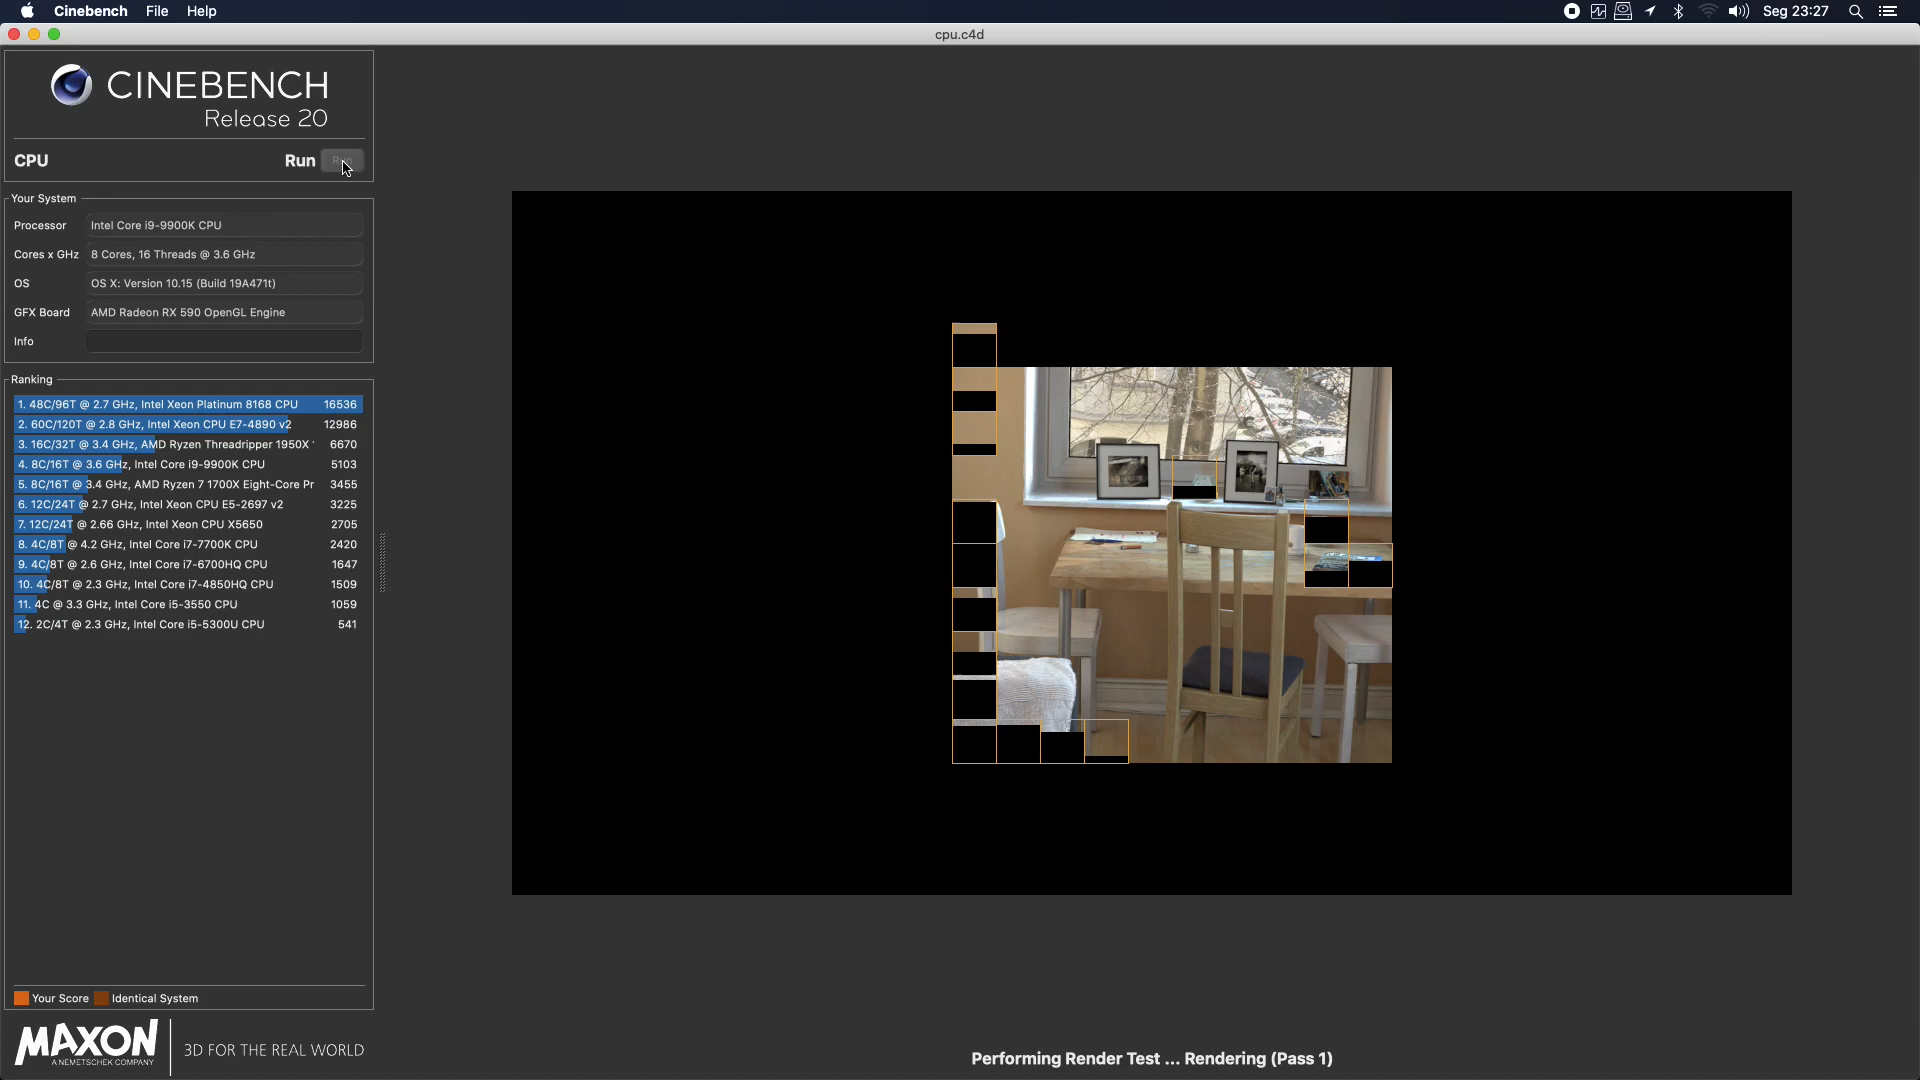 Cinebench File Help
Seg 23:27
cpu.c4d
CINEBENCH
Release 20
CPU Run Run
Your System
Processor Intel Core i9-9900K CPU
Cores x GHz 8 Cores, 16 Threads @ 3.6 GHz
OS OS X: Version 10.15 (Build 19A471t)
GFX Board AMD Radeon RX 590 OpenGL Engine
Info
Ranking
1. 48C/96T @ 2.7 GHz, Intel Xeon Platinum 8168 CPU 16536
2. 60C/120T @ 2.8 GHz, Intel Xeon CPU E7-4890 v2 12986
3. 16C/32T @ 3.4 GHz, AMD Ryzen Threadripper 1950X 6670
4. 8C/16T @ 3.6 GHz, Intel Core i9-9900K CPU 5103
5. 8C/16T @ 3.4 GHz, AMD Ryzen 7 1700X Eight-Core Pr 3455
6. 12C/24T @ 2.7 GHz, Intel Xeon CPU E5-2697 v2 3225
7. 12C/24T @ 2.66 GHz, Intel Xeon CPU X5650 2705
8. 4C/8T @ 4.2 GHz, Intel Core i7-7700K CPU 2420
9. 4C/8T @ 2.6 GHz, Intel Core i7-6700HQ CPU 1647
10. 4C/8T @ 2.3 GHz, Intel Core i7-4850HQ CPU 1509
11. 4C @ 3.3 GHz, Intel Core i5-3550 CPU 1059
12. 2C/4T @ 2.3 GHz, Intel Core i5-5300U CPU 541
Your Score Identical System
MAXON
A NEMETSCHEK COMPANY
3D FOR THE REAL WORLD
Performing Render Test ... Rendering (Pass 1)